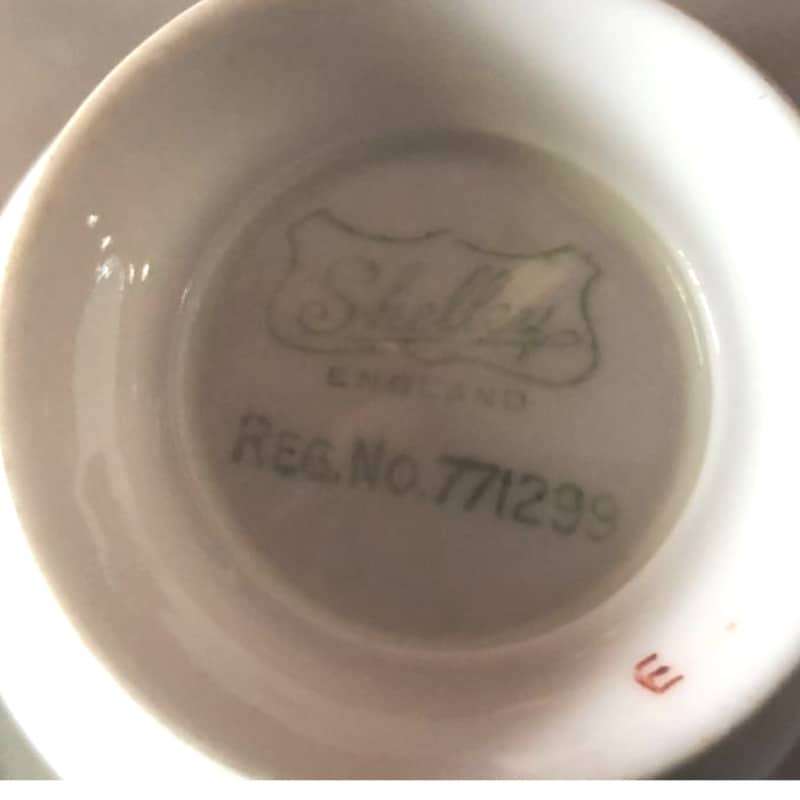 Shelley
ENGLAND
REG. NO. 771299
E